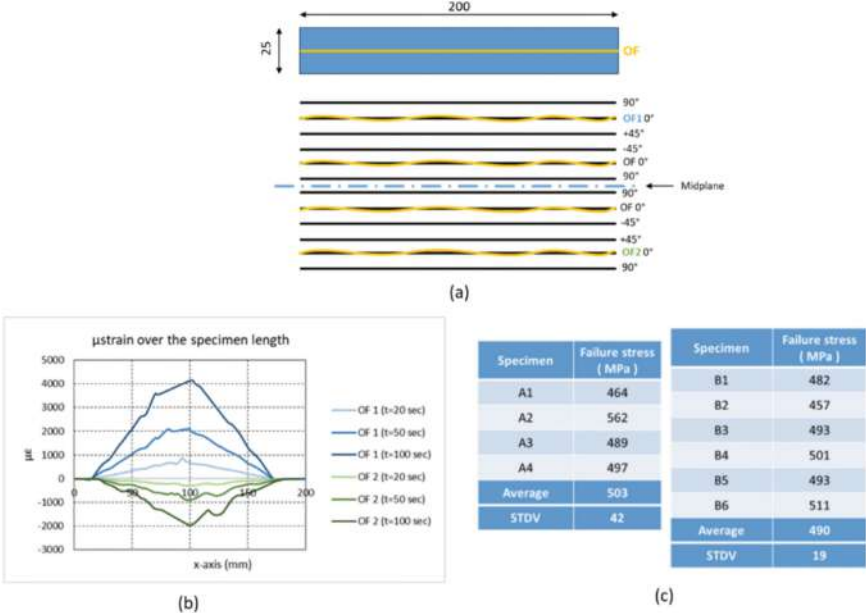 200
25
OF
90°
OF1 0°
+45°
-45°
OF 0°
90°
Midplane
90°
OF 0°
-45°
+45°
OF2 0°
90°
(a)
µstrain over the specimen length
5000
4000
3000
2000
1000
0
-1000
-2000
-3000
0 50 100 150 200
µε
x-axis (mm)
OF 1 (t=20 sec)
OF 1 (t=50 sec)
OF 1 (t=100 sec)
OF 2 (t=20 sec)
OF 2 (t=50 sec)
OF 2 (t=100 sec)
(b)
Specimen Failure stress ( MPa )
A1 464
A2 562
A3 489
A4 497
Average 503
STDV 42
Specimen Failure stress ( MPa )
B1 482
B2 457
B3 493
B4 501
B5 493
B6 511
Average 490
STDV 19
(c)